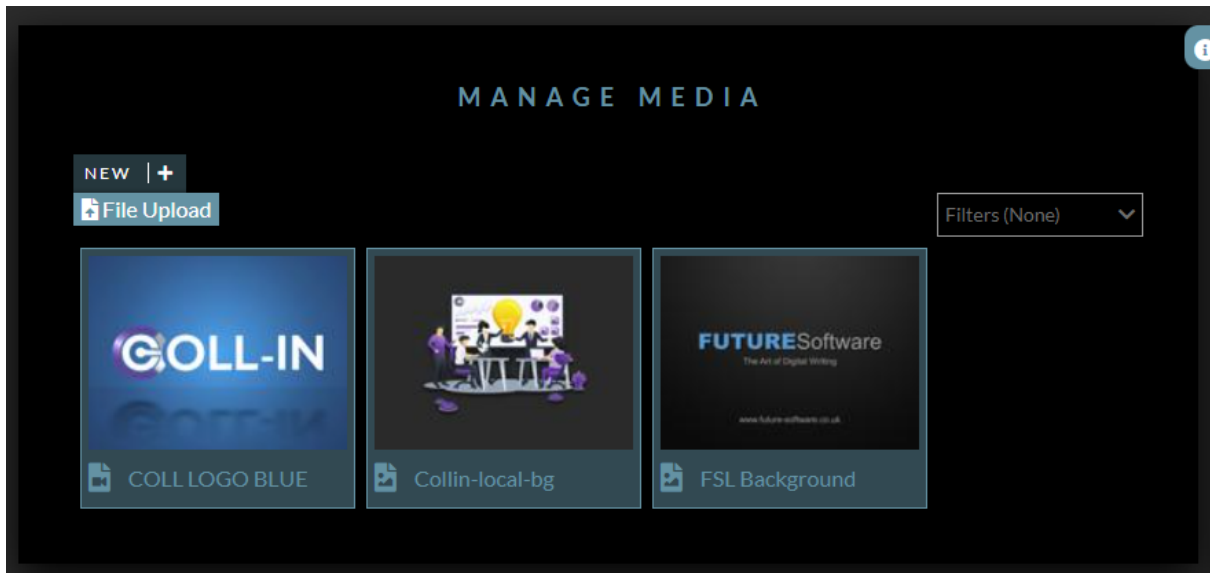 MANAGE MEDIA
NEW
File Upload
Filters (None)
COLL-IN
FUTURESoftware
The Art of Digital Writing
www.future-software.co.uk
COLL LOGO BLUE
Collin-local-bg
FSL Background